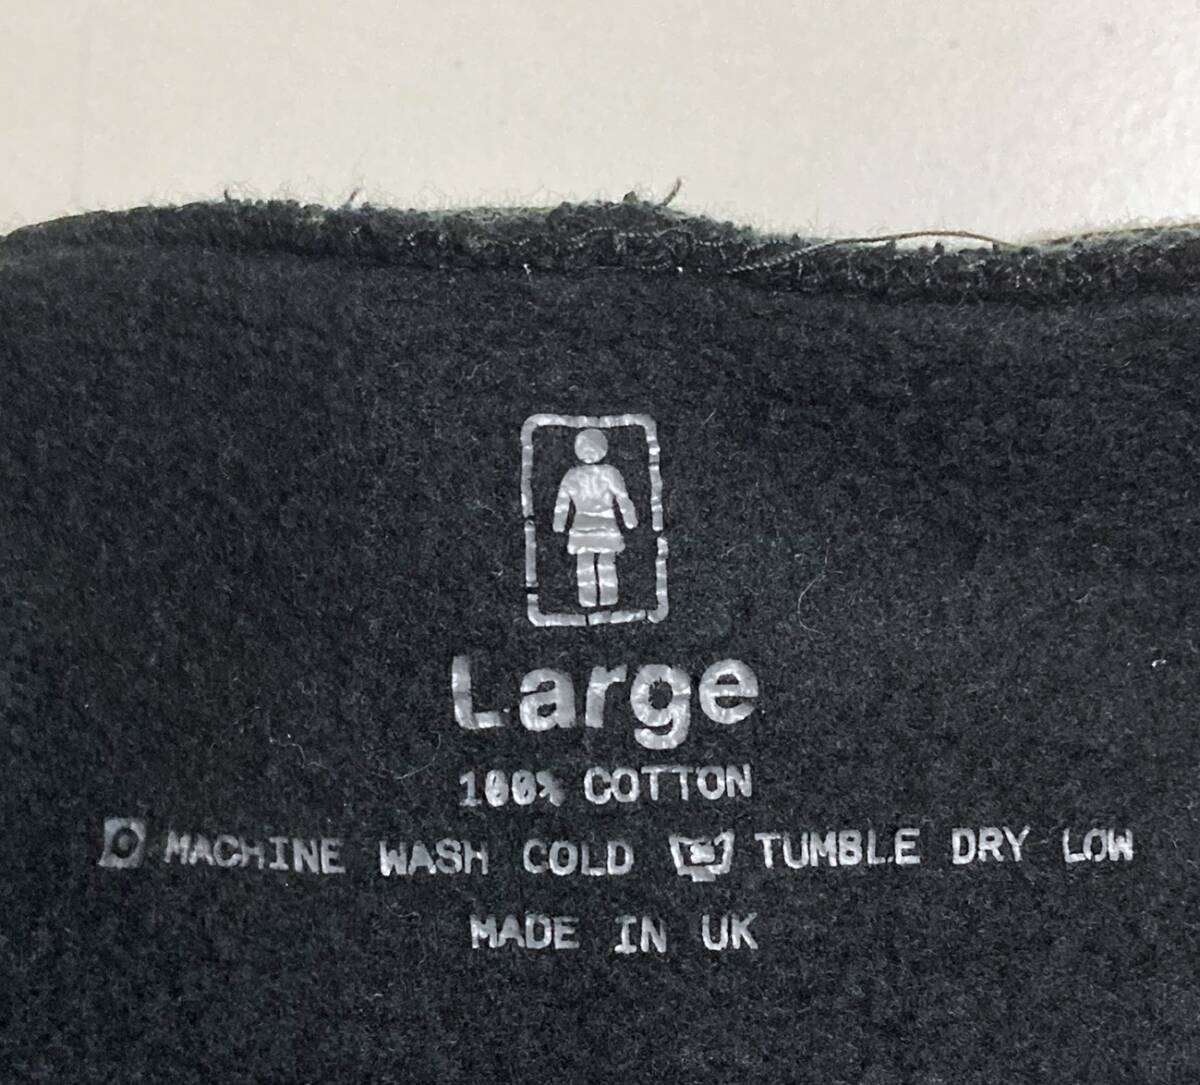 Large
100% COTTON
MACHINE WASH COLD TUMBLE DRY LOW
MADE IN UK